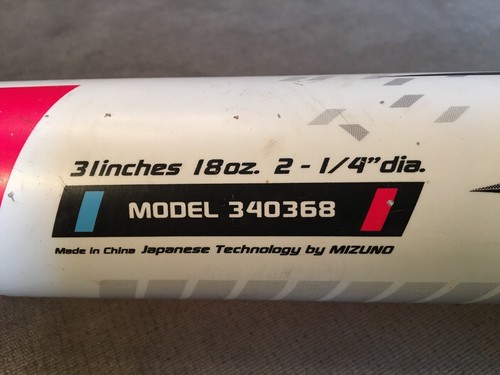 31inches 18oz. 2 - 1/4”dia.
MODEL 340368
Made in China Japanese Technology by MIZUNO